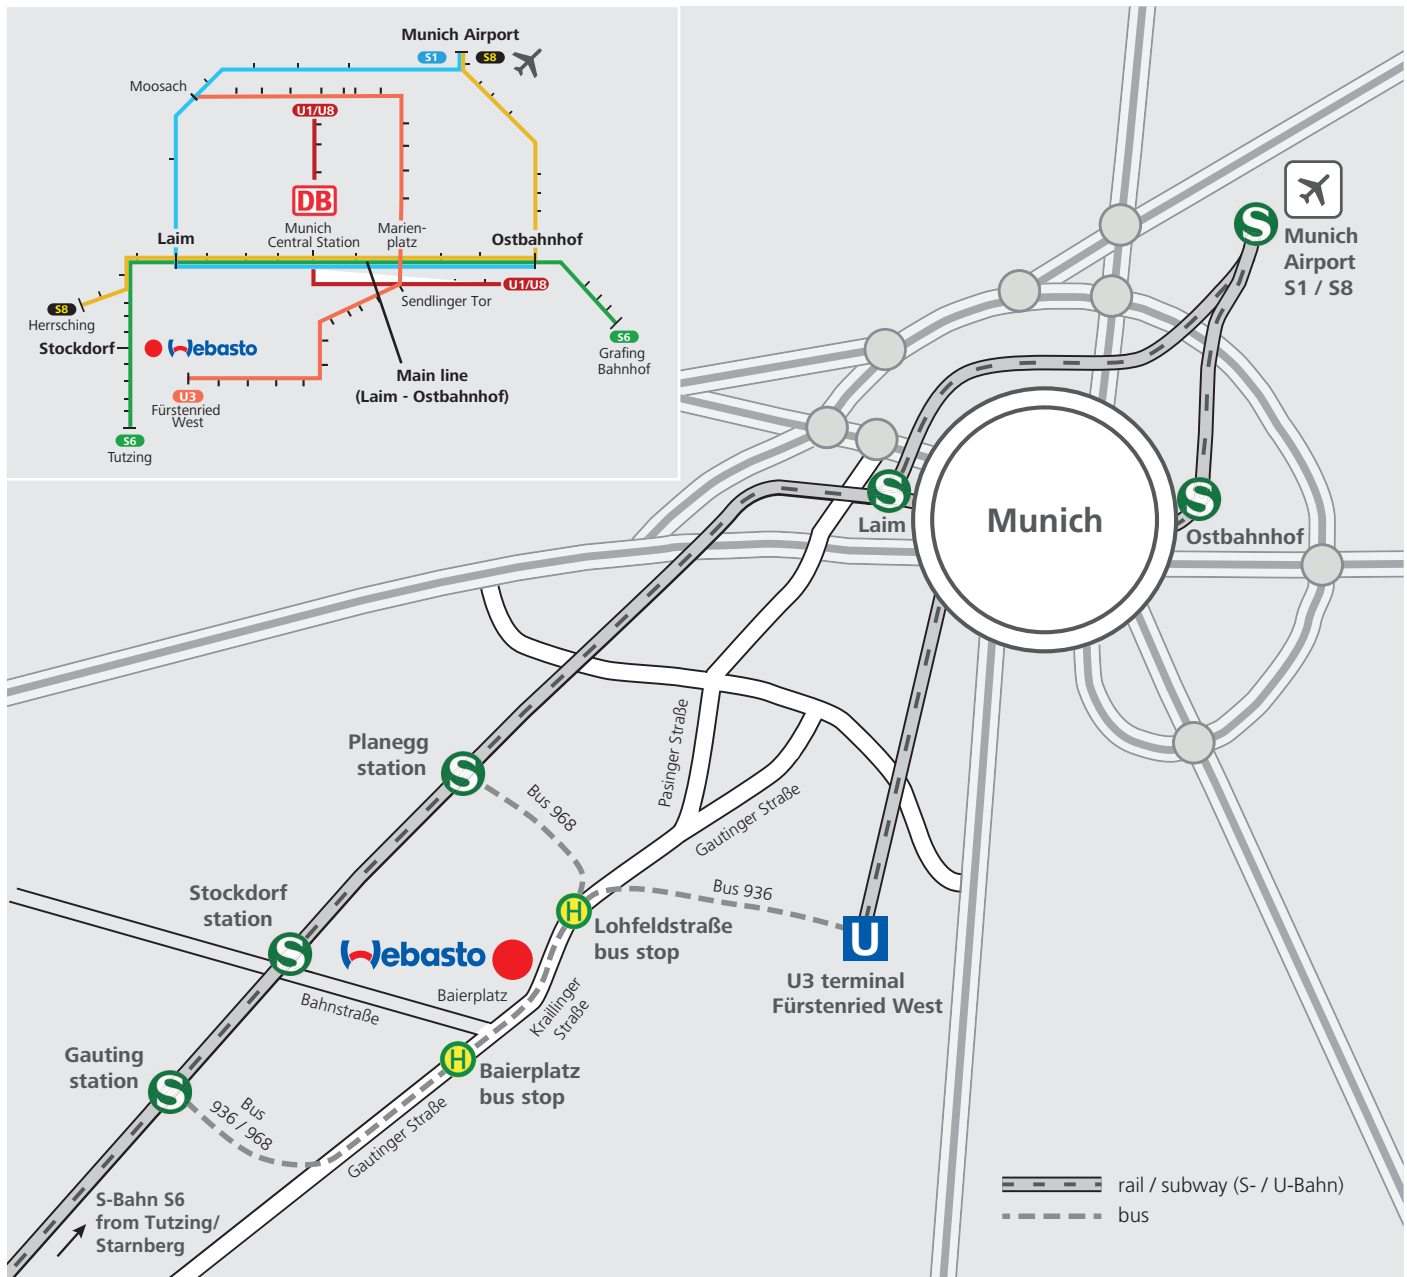 Munich Airport
S1
S8
Moosach
U1/U8
DB
Munich
Central Station
Marien-
platz
Laim
Ostbahnhof
S8
Herrsching
U1/U8
Sendlinger Tor
Stockdorf
Webasto
S6
Grafing
Bahnhof
Main line
(Laim - Ostbahnhof)
U3
Fürstenried
West
S6
Tutzing
S
Munich
Airport
S1 / S8
S
Laim
Munich
S
Ostbahnhof
Planegg
station
S
Pasinger Straße
Bus 968
Gautinger Straße
Stockdorf
station
S
Bus 936
H
Lohfeldstraße
bus stop
U
U3 terminal
Fürstenried West
Webasto
Baierplatz
Bahnstraße
Kraillinger
Straße
Gauting
station
S
H
Baierplatz
bus stop
Bus
936 / 968
Gautinger Straße
S-Bahn S6
from Tutzing/
Starnberg
rail / subway (S- / U-Bahn)
bus